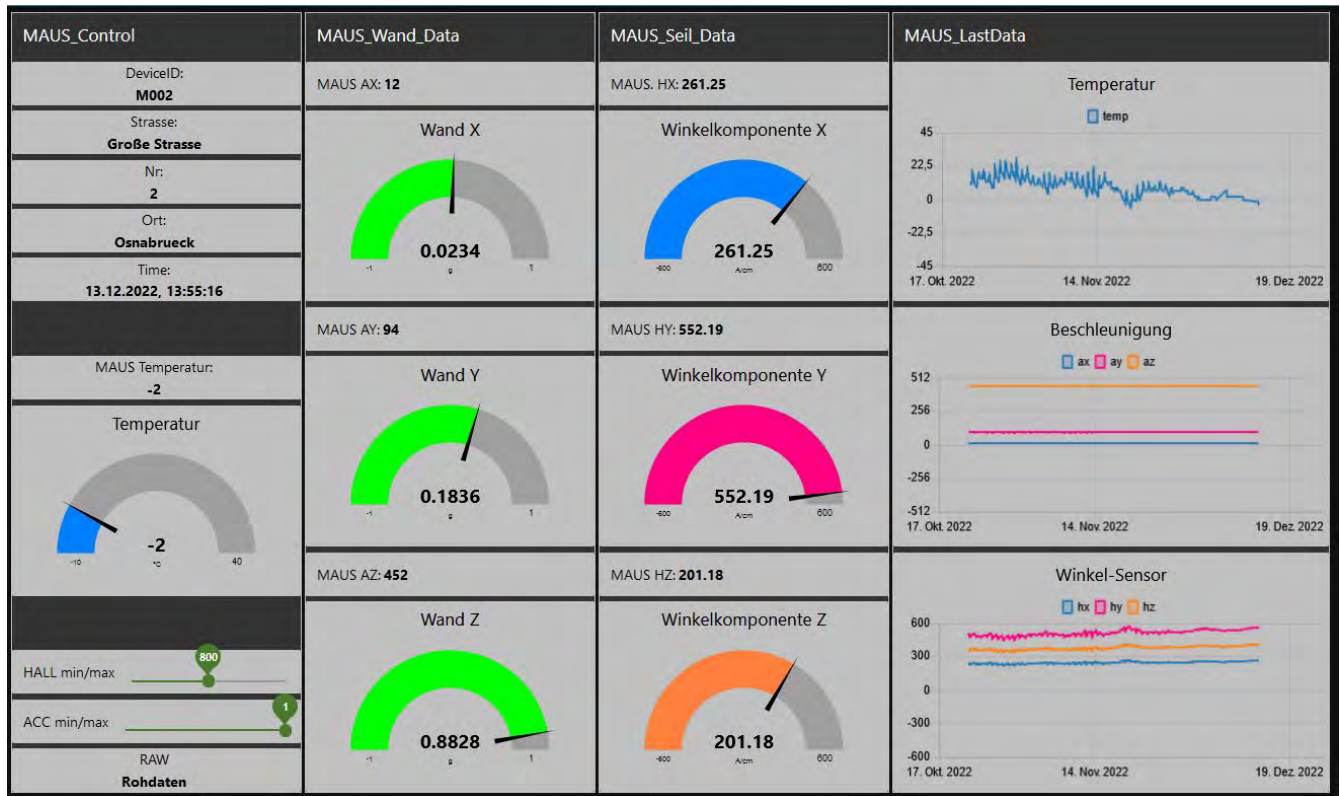 MAUS_Control
DeviceID:
M002
Strasse:
Große Strasse
Nr:
2
Ort:
Osnabrueck
Time:
13.12.2022, 13:55:16
MAUS Temperatur:
-2
Temperatur
-2
-10
°C
40
HALL min/max
800
ACC min/max
1
RAW
Rohdaten
MAUS_Wand_Data
MAUS AX: 12
Wand X
0.0234
-1
g
1
MAUS AY: 94
Wand Y
0.1836
-1
g
1
MAUS AZ: 452
Wand Z
0.8828
-1
g
1
MAUS_Seil_Data
MAUS. HX: 261.25
Winkelkomponente X
261.25
-600
A/cm
600
MAUS HY: 552.19
Winkelkomponente Y
552.19
-600
A/cm
600
MAUS HZ: 201.18
Winkelkomponente Z
201.18
-600
A/cm
600
MAUS_LastData
Temperatur
temp
45
22,5
0
-22,5
-45
17. Okt. 2022 14. Nov. 2022 19. Dez. 2022
Beschleunigung
ax ay az
512
256
0
-256
-512
17. Okt. 2022 14. Nov. 2022 19. Dez. 2022
Winkel-Sensor
hx hy hz
600
300
0
-300
-600
17. Okt. 2022 14. Nov. 2022 19. Dez. 2022